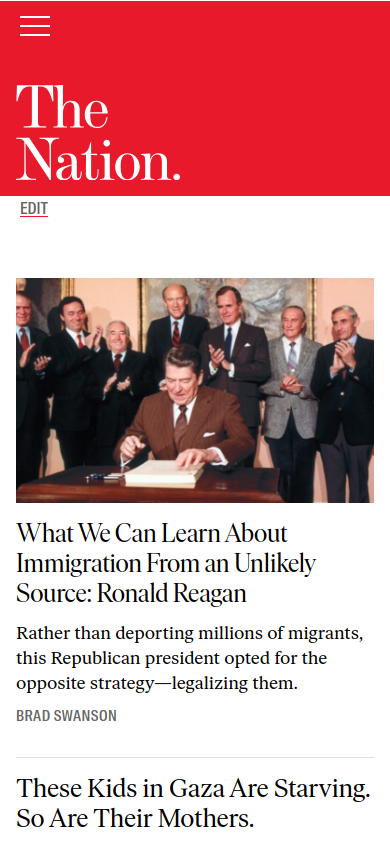 The
Nation.
EDIT
What We Can Learn About
Immigration From an Unlikely
Source: Ronald Reagan
Rather than deporting millions of migrants,
this Republican president opted for the
opposite strategy—legalizing them.
BRAD SWANSON
These Kids in Gaza Are Starving.
So Are Their Mothers.